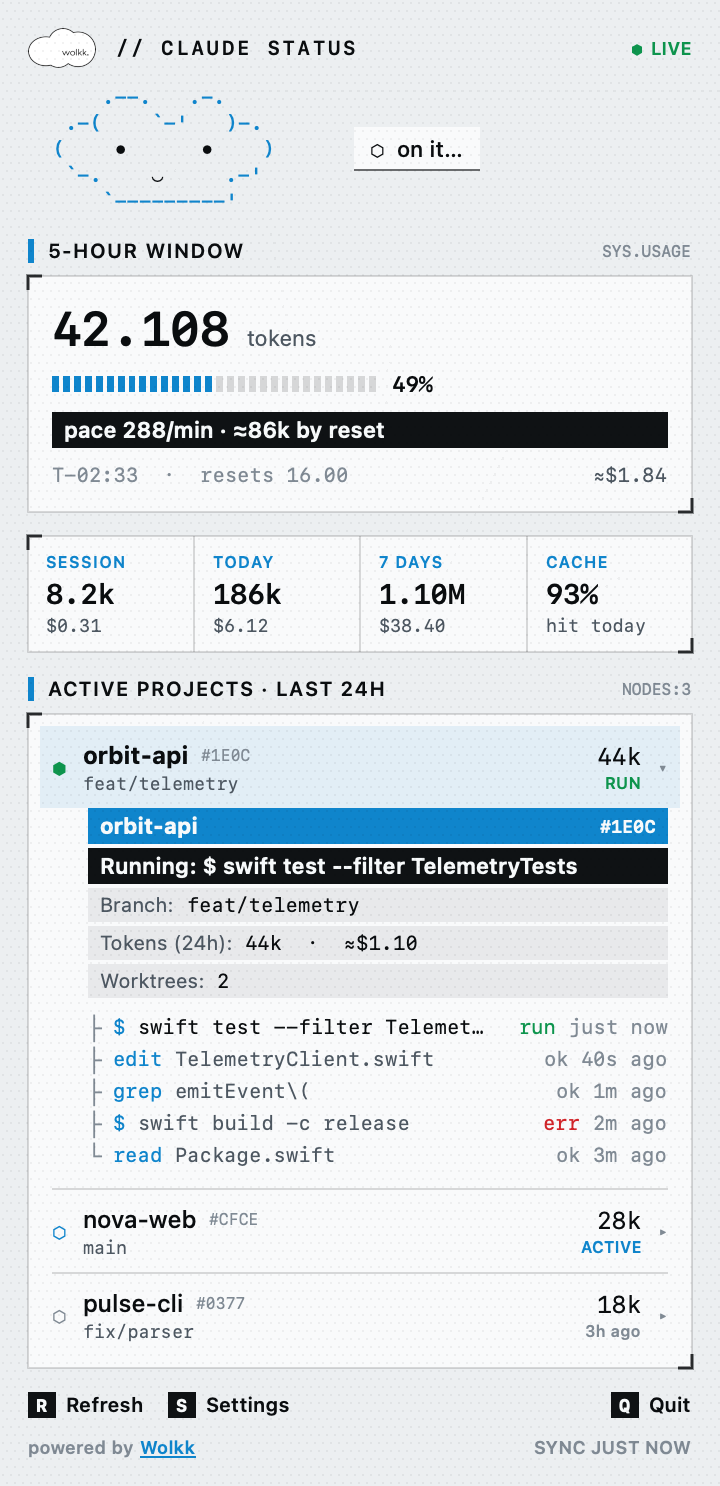 wolkk. // CLAUDE STATUS LIVE
on it…
5-HOUR WINDOW SYS.USAGE
42.108 tokens
49%
pace 288/min · ≈86k by reset
T−02:33 · resets 16.00 ≈$1.84
SESSION TODAY 7 DAYS CACHE
8.2k 186k 1.10M 93%
$0.31 $6.12 $38.40 hit today
ACTIVE PROJECTS · LAST 24H NODES:3
orbit-api #1E0C 44k
feat/telemetry RUN
orbit-api #1E0C
Running: $ swift test --filter TelemetryTests
Branch: feat/telemetry
Tokens (24h): 44k · ≈$1.10
Worktrees: 2
├ $ swift test --filter Telemet… run just now
├ edit TelemetryClient.swift ok 40s ago
├ grep emitEvent\( ok 1m ago
├ $ swift build -c release err 2m ago
└ read Package.swift ok 3m ago
nova-web #CFCE 28k
main ACTIVE
pulse-cli #0377 18k
fix/parser 3h ago
R Refresh S Settings Q Quit
powered by Wolkk SYNC JUST NOW